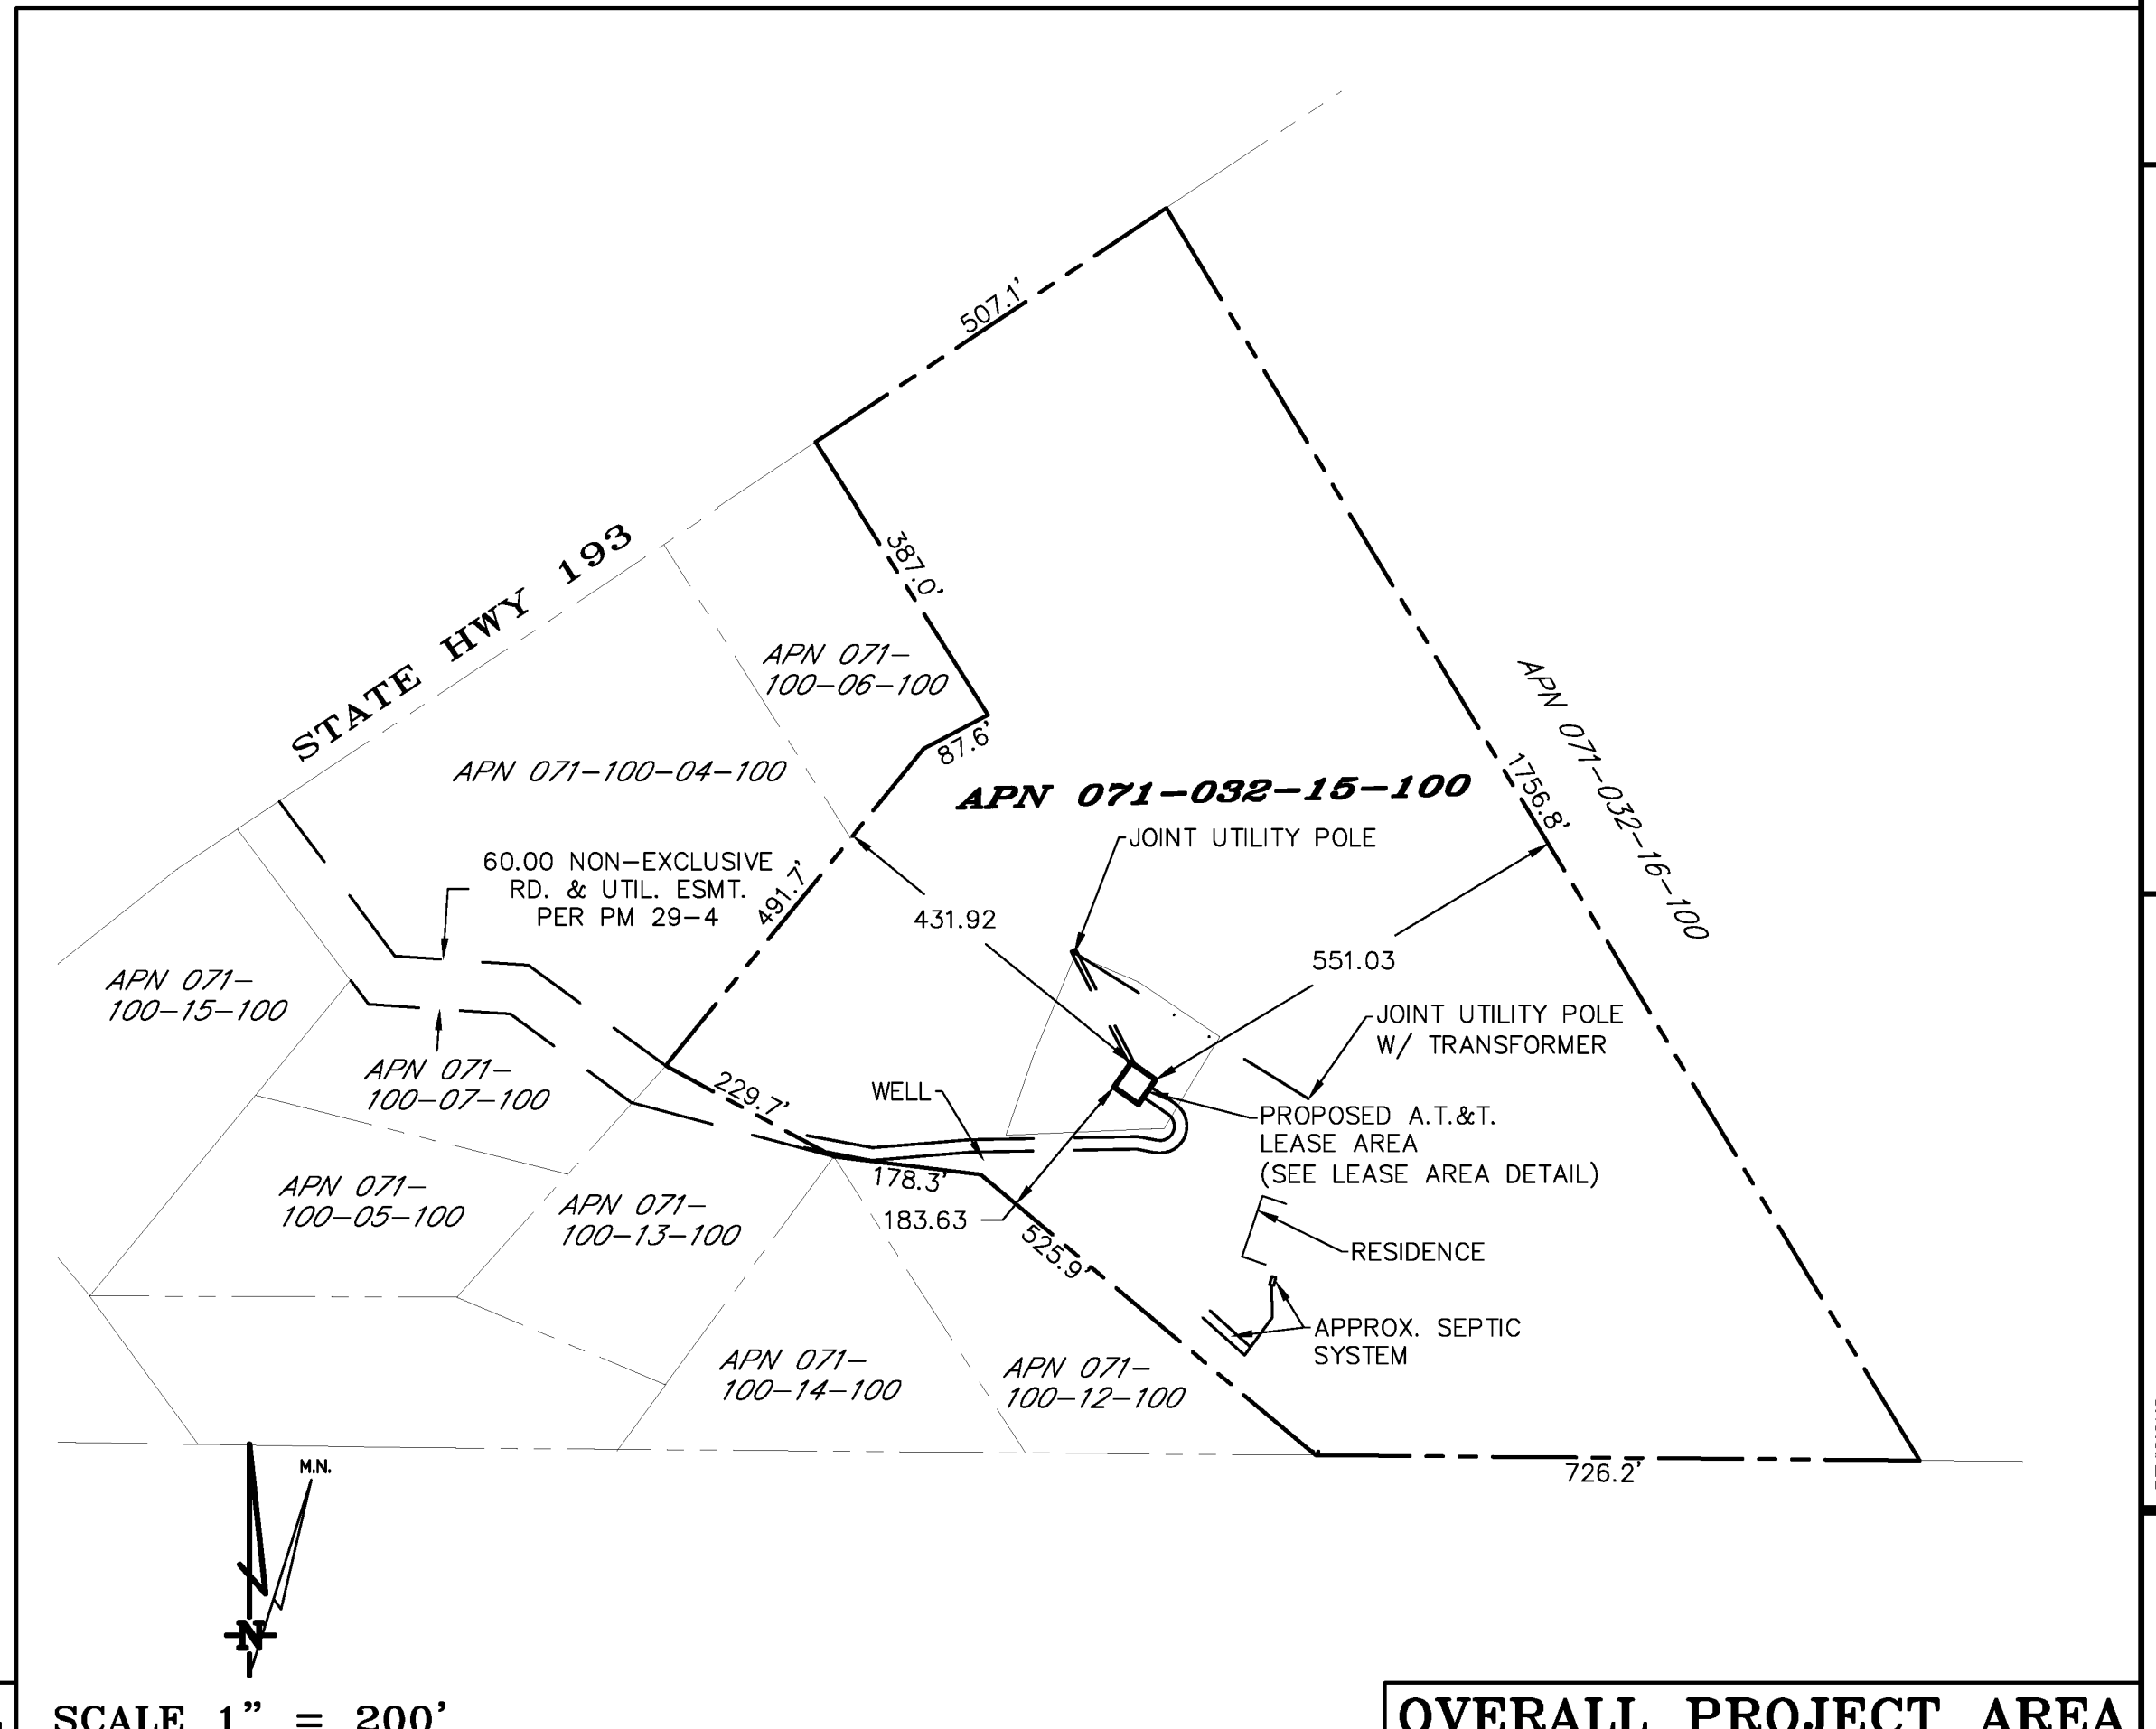 507.1'
STATE HWY 193
387.0'
APN 071-
100-06-100
87.6'
APN 071-100-04-100
APN 071-032-15-100
APN 071-032-16-100
1756.8'
JOINT UTILITY POLE
60.00 NON-EXCLUSIVE
RD. & UTIL. ESMT.
PER PM 29-4
491.7'
431.92
551.03
APN 071-
100-15-100
JOINT UTILITY POLE
W/ TRANSFORMER
APN 071-
100-07-100
229.7'
WELL
PROPOSED A.T.&T.
LEASE AREA
(SEE LEASE AREA DETAIL)
178.3'
183.63
525.9'
APN 071-
100-05-100
APN 071-
100-13-100
RESIDENCE
APPROX. SEPTIC
SYSTEM
APN 071-
100-14-100
APN 071-
100-12-100
726.2'
M.N.
N
SCALE 1" = 200'
OVERALL PROJECT AREA